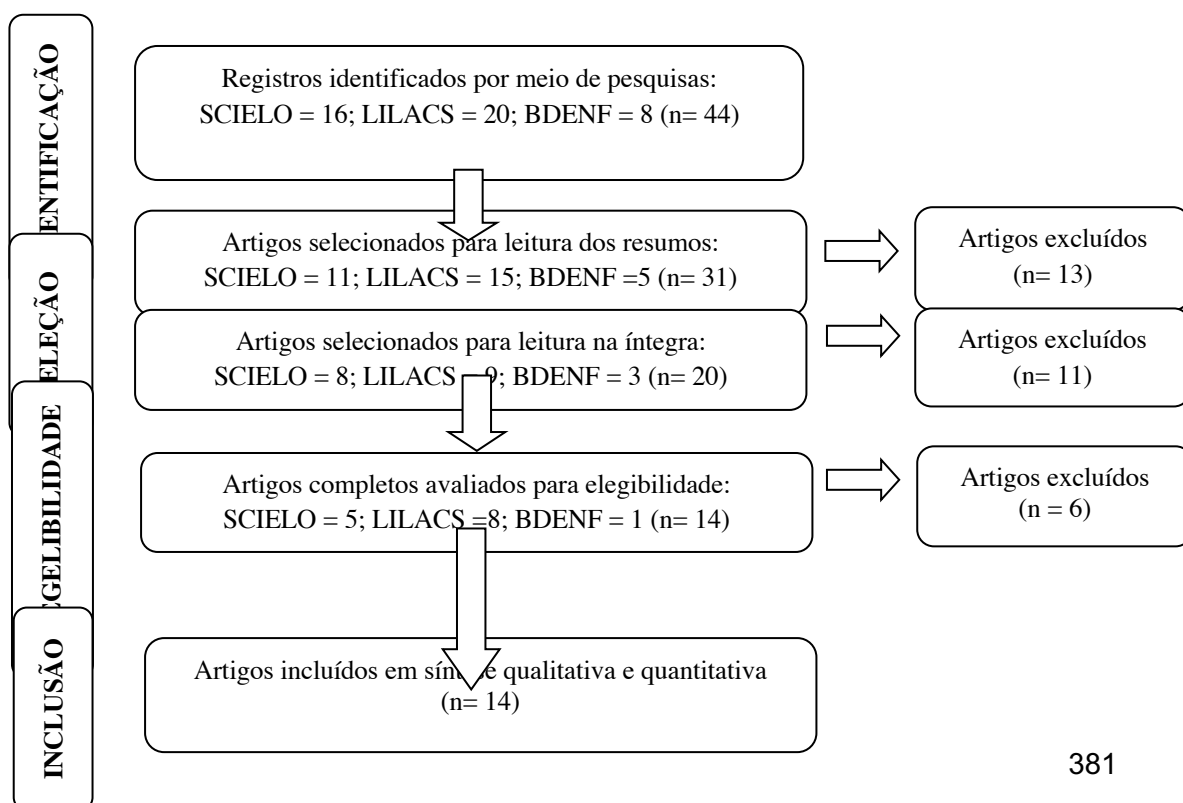 ENTIFICAÇÃO
Registros identificados por meio de pesquisas:
SCIELO = 16; LILACS = 20; BDENF = 8 (n= 44)
Artigos selecionados para leitura dos resumos:
SCIELO = 11; LILACS = 15; BDENF =5 (n= 31)
Artigos excluídos
(n= 13)
ELEÇÃO
Artigos selecionados para leitura na íntegra:
SCIELO = 8; LILACS = 9; BDENF = 3 (n= 20)
Artigos excluídos
(n= 11)
EGELIBILIDADE
Artigos completos avaliados para elegibilidade:
SCIELO = 5; LILACS =8; BDENF = 1 (n= 14)
Artigos excluídos
(n = 6)
INCLUSÃO
Artigos incluídos em síntese qualitativa e quantitativa
(n= 14)
381